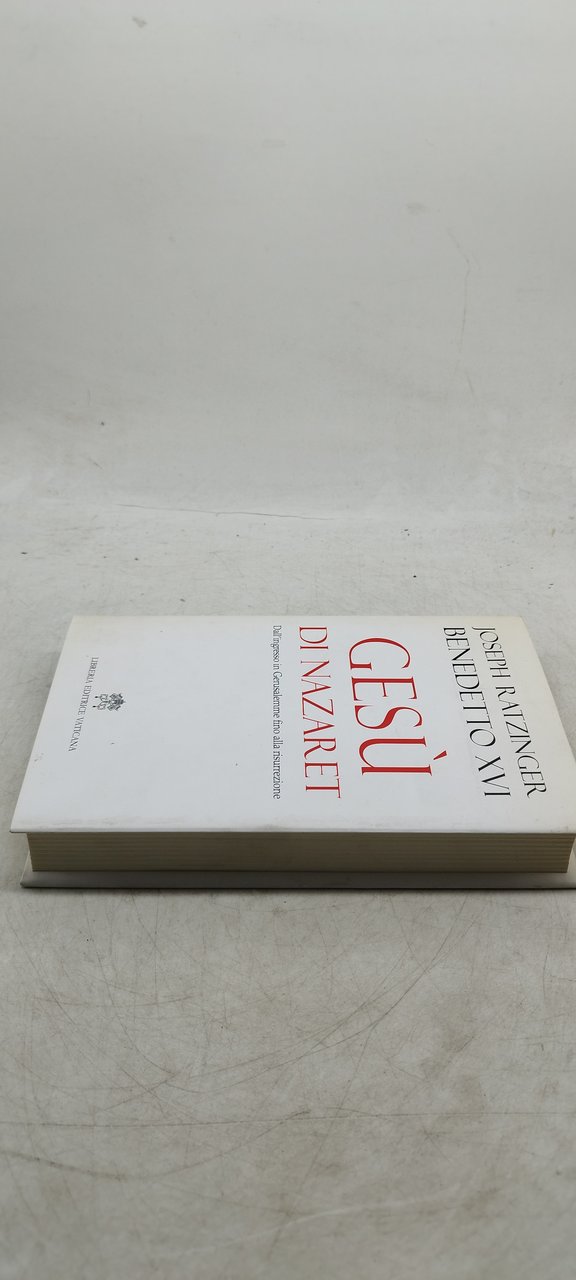 JOSEPH RATZINGER
BENEDETTO XVI
GESÙ
DI NAZARET
Dall'ingresso in Gerusalemme fino alla risurrezione
LIBRERIA EDITRICE VATICANA